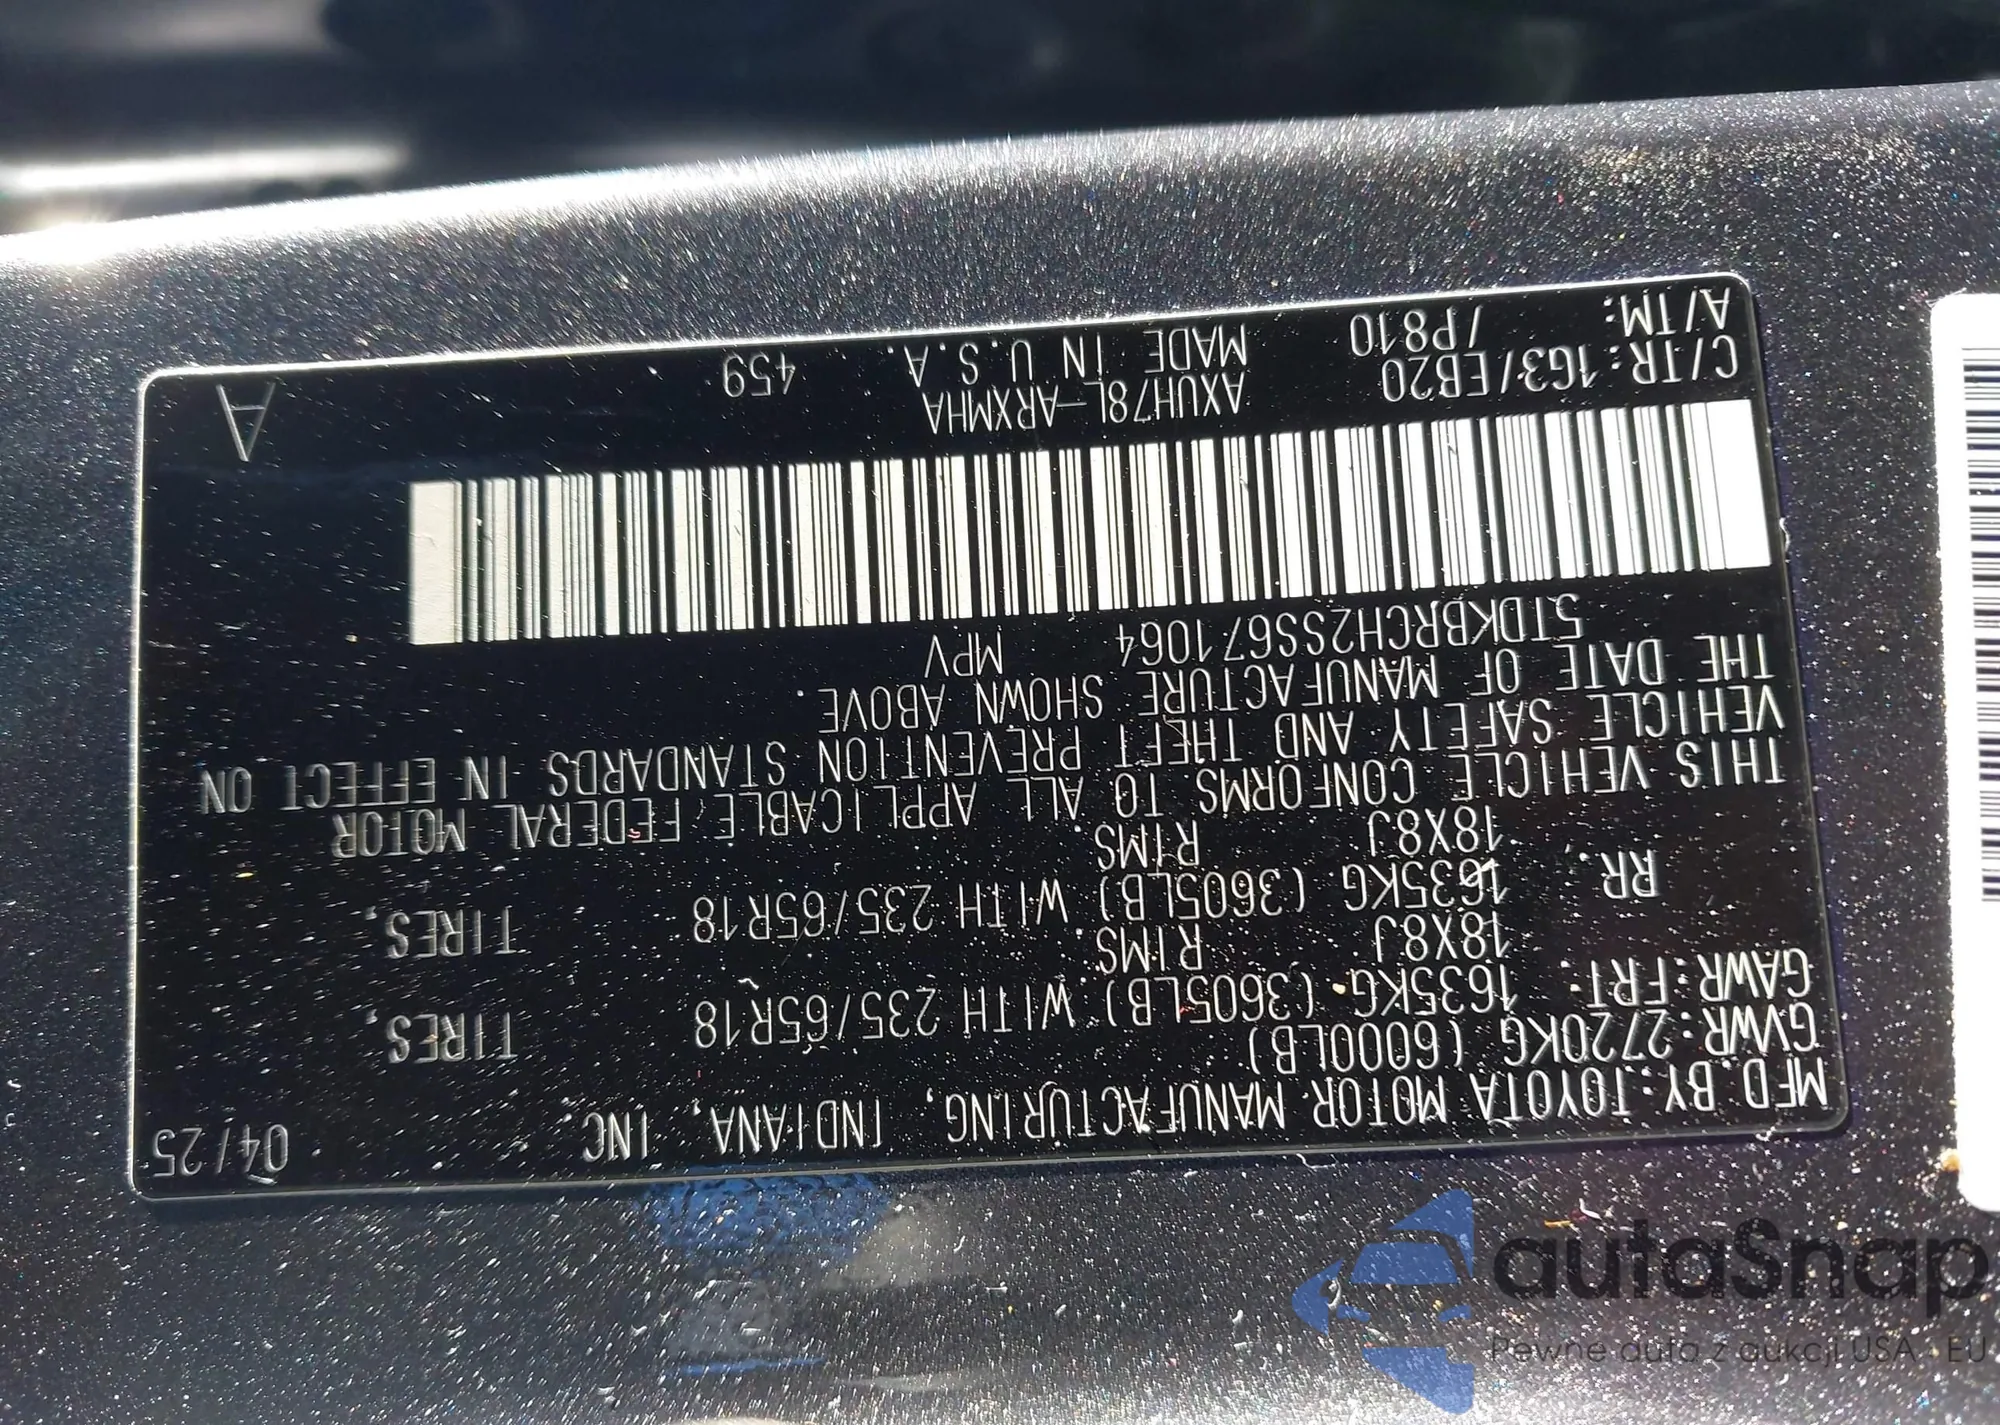 MFD.BY:TOYOTA MOTOR MANUFACTURING, INDIANA, INC. 04/25
GVWR:2720KG (6000LB)
GAWR:FRT. 1635KG (3605LB) WITH 235/65R18 TIRES,
18X8J RIMS.
RR. 1635KG (3605LB) WITH 235/65R18 TIRES,
18X8J RIMS.
THIS VEHICLE CONFORMS TO ALL APPLICABLE FEDERAL MOTOR
VEHICLE SAFETY AND THEFT PREVENTION STANDARDS IN EFFECT ON
THE DATE OF MANUFACTURE SHOWN ABOVE.
5TDKBRCH2SS671064 MPV
C/TR:1G3/EB20 AXUH78L-ARXMHA A
A/TM: /P810 MADE IN U.S.A. 459
autaSnap
Pewne auta z aukcji USA - EU